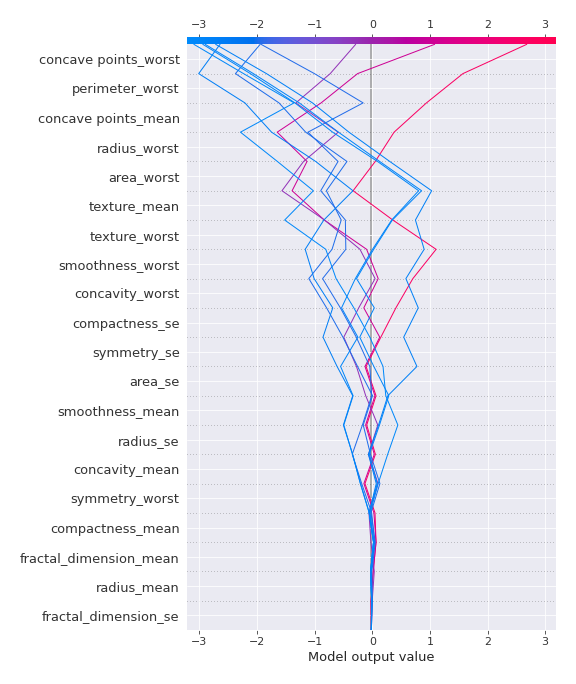 −3 −2 −1 0 1 2 3
concave points_worst
perimeter_worst
concave points_mean
radius_worst
area_worst
texture_mean
texture_worst
smoothness_worst
concavity_worst
compactness_se
symmetry_se
area_se
smoothness_mean
radius_se
concavity_mean
symmetry_worst
compactness_mean
fractal_dimension_mean
radius_mean
fractal_dimension_se
−3 −2 −1 0 1 2 3
Model output value